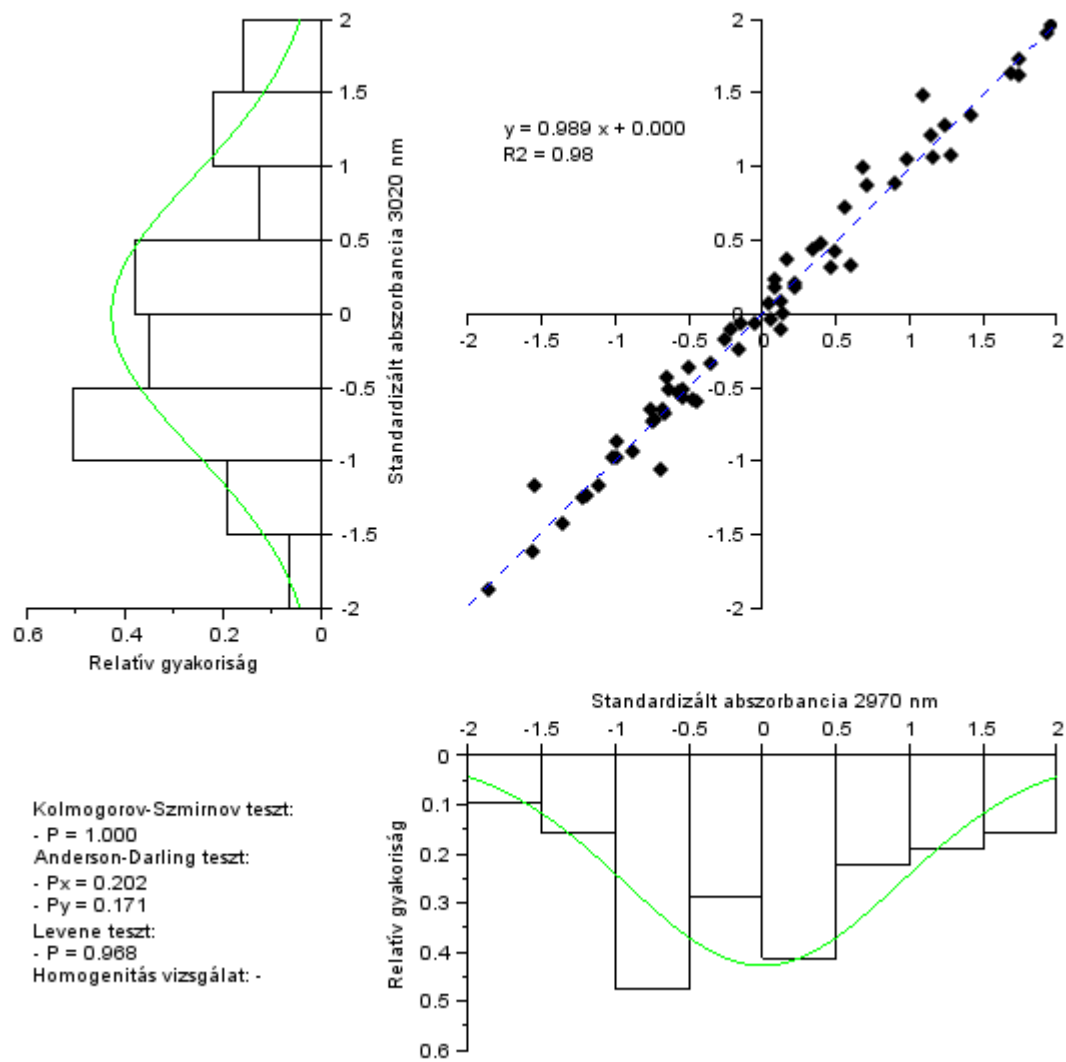 2
1.5
1
0.5
0
-0.5
-1
-1.5
-2
Standardizált abszorbancia 3020 nm
0.6 0.4 0.2 0
Relatív gyakoriság
y = 0.989 x + 0.000
R2 = 0.98
2
1.5
1
0.5
0
-0.5
-1
-1.5
-2
-2 -1.5 -1 -0.5 0 0.5 1 1.5 2
Standardizált abszorbancia 2970 nm
-2 -1.5 -1 -0.5 0 0.5 1 1.5 2
0
0.1
0.2
0.3
0.4
0.5
0.6
Relatív gyakoriság
Kolmogorov-Szmirnov teszt:
- P = 1.000
Anderson-Darling teszt:
- Px = 0.202
- Py = 0.171
Levene teszt:
- P = 0.968
Homogenitás vizsgálat: -